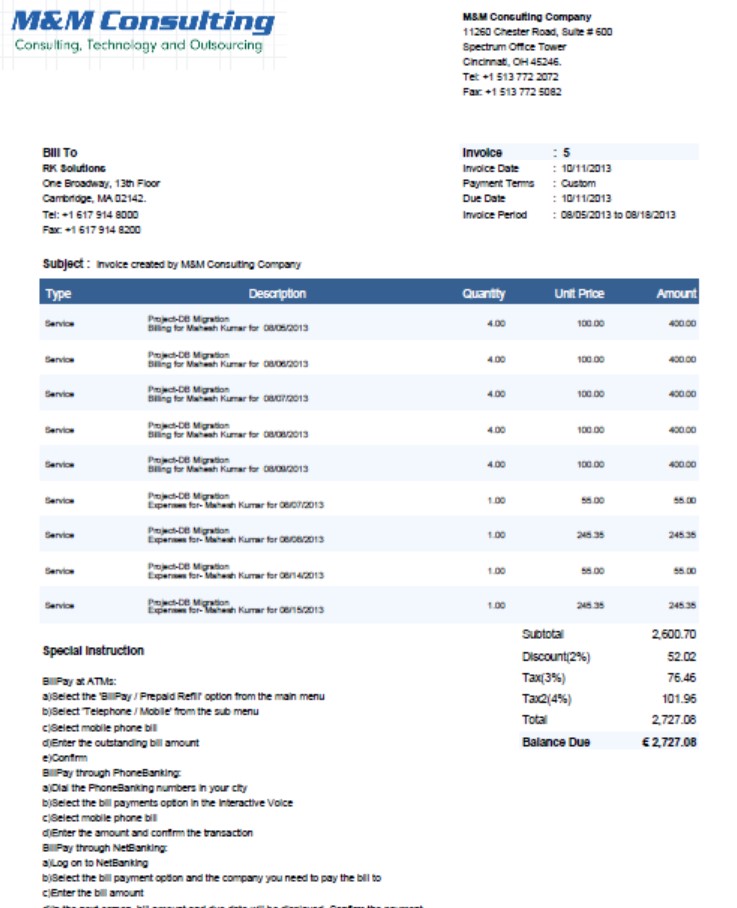 M&M Consulting
Consulting, Technology and Outsourcing
M&M Consulting Company
11260 Chester Road, Suite # 600
Spectrum Office Tower
Cincinnati, OH 45246.
Tel: +1 513 772 2072
Fax: +1 513 772 5082
Bill To
RK Solutions
One Broadway, 13th Floor
Cambridge, MA 02142.
Tel: +1 617 914 8000
Fax: +1 617 914 8200
Invoice : 5
Invoice Date : 10/11/2013
Payment Terms : Custom
Due Date : 10/11/2013
Invoice Period : 08/05/2013 to 08/18/2013
Subject : Invoice created by M&M Consulting Company
Type Description Quantity Unit Price Amount
Project-DB Migration
Service Billing for Mahesh Kumar for 08/05/2013 4.00 100.00 400.00
Project-DB Migration
Service Billing for Mahesh Kumar for 08/06/2013 4.00 100.00 400.00
Project-DB Migration
Service Billing for Mahesh Kumar for 08/07/2013 4.00 100.00 400.00
Project-DB Migration
Service Billing for Mahesh Kumar for 08/08/2013 4.00 100.00 400.00
Project-DB Migration
Service Billing for Mahesh Kumar for 08/09/2013 4.00 100.00 400.00
Project-DB Migration
Service Expenses for- Mahesh Kumar for 08/07/2013 1.00 55.00 55.00
Project-DB Migration
Service Expenses for- Mahesh Kumar for 08/08/2013 1.00 245.35 245.35
Project-DB Migration
Service Expenses for- Mahesh Kumar for 08/14/2013 1.00 55.00 55.00
Project-DB Migration
Service Expenses for- Mahesh Kumar for 08/15/2013 1.00 245.35 245.35
Subtotal 2,600.70
Discount(2%) 52.02
Tax(3%) 76.46
Tax2(4%) 101.95
Total 2,727.08
Balance Due € 2,727.08
Special Instruction
BillPay at ATMs:
a)Select the 'BillPay / Prepaid Refill' option from the main menu
b)Select 'Telephone / Mobile' from the sub menu
c)Select mobile phone bill
d)Enter the outstanding bill amount
e)Confirm
BillPay through PhoneBanking:
a)Dial the PhoneBanking numbers in your city
b)Select the bill payments option in the Interactive Voice
c)Select mobile phone bill
d)Enter the amount and confirm the transaction
BillPay through NetBanking:
a)Log on to NetBanking
b)Select the bill payment option and the company you need to pay the bill to
c)Enter the bill amount
d)In the next screen, bill amount and due date will be displayed. Confirm the payment